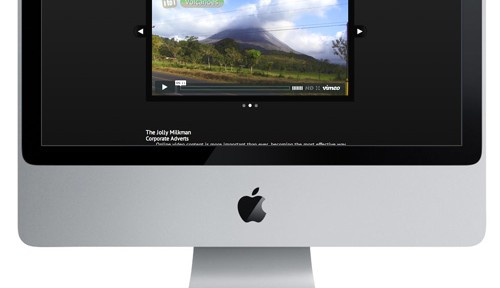 Volcanoes
HD
vimeo
The Jolly Milkman
Corporate Adverts
Online video content is more important than ever, becoming the most effective way